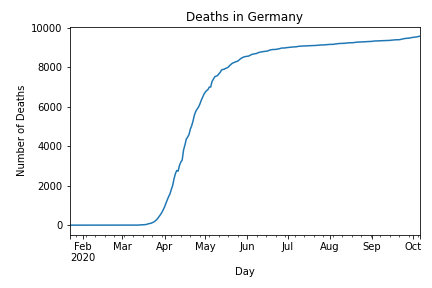 Deaths in Germany
Number of Deaths
10000
8000
6000
4000
2000
0
Feb Mar Apr May Jun Jul Aug Sep Oct
2020
Day